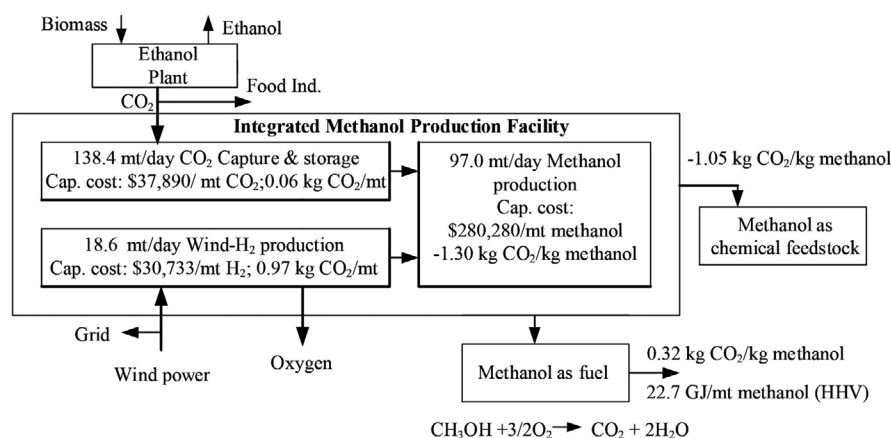 Biomass
Ethanol
Ethanol
Plant
CO₂
Food Ind.
Integrated Methanol Production Facility
138.4 mt/day CO₂ Capture & storage
Cap. cost: $37,890/ mt CO₂;0.06 kg CO₂/mt
97.0 mt/day Methanol
production
Cap. cost:
$280,280/mt methanol
-1.30 kg CO₂/kg methanol
18.6 mt/day Wind-H₂ production
Cap. cost: $30,733/mt H₂; 0.97 kg CO₂/mt
-1.05 kg CO₂/kg methanol
Methanol as
chemical feedstock
Grid
Wind power
Oxygen
Methanol as fuel
0.32 kg CO₂/kg methanol
22.7 GJ/mt methanol (HHV)
CH₃OH +3/2O₂→ CO₂ + 2H₂O